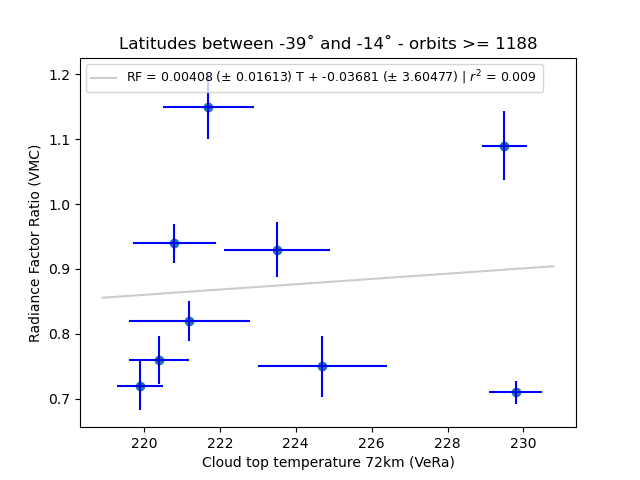 Latitudes between -39˚ and -14˚ - orbits >= 1188
RF = 0.00408 (± 0.01613) T + -0.03681 (± 3.60477) | r² = 0.009
Radiance Factor Ratio (VMC)
1.2
1.1
1.0
0.9
0.8
0.7
220 222 224 226 228 230
Cloud top temperature 72km (VeRa)